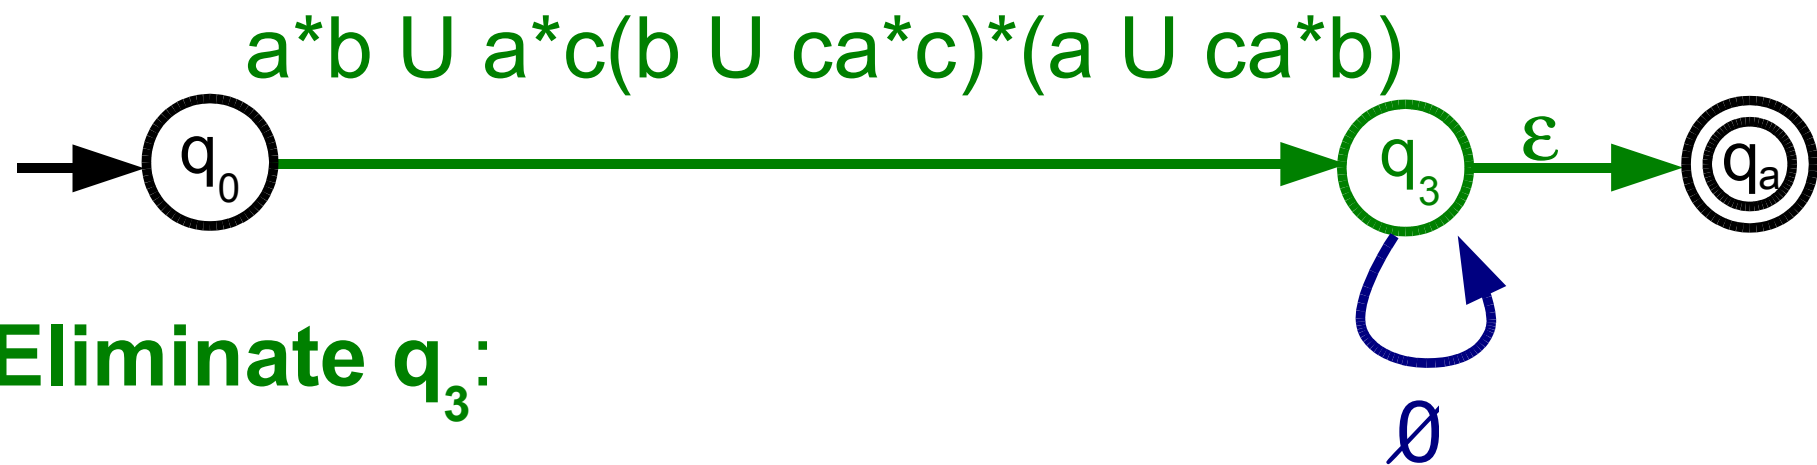 a*b U a*c(b U ca*c)*(a U ca*b)
q₀ q₃ ε qₐ
Eliminate q₃:
Ø